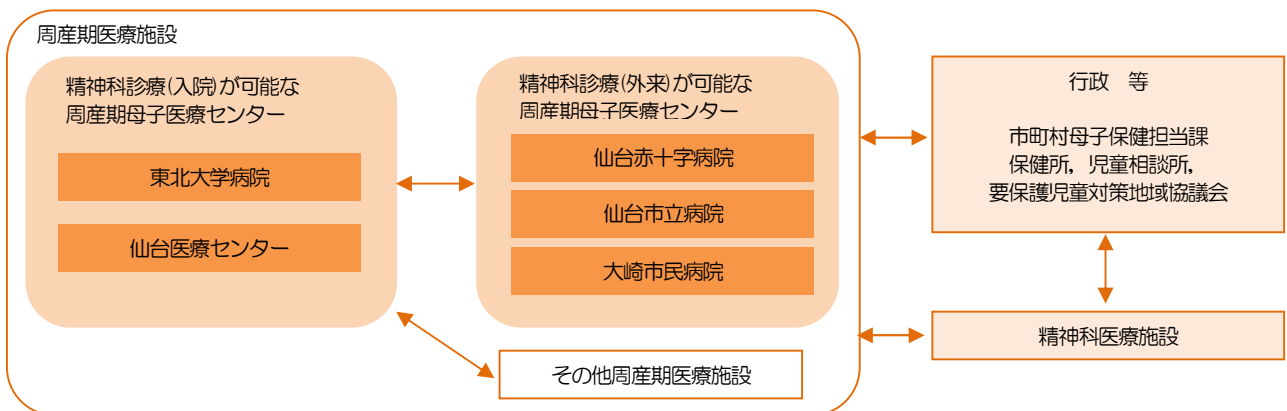 周産期医療施設
精神科診療(入院)が可能な
周産期母子医療センター
東北大学病院
仙台医療センター
精神科診療(外来)が可能な
周産期母子医療センター
仙台赤十字病院
仙台市立病院
大崎市民病院
その他周産期医療施設
行政　等
市町村母子保健担当課
保健所，児童相談所，
要保護児童対策地域協議会
精神科医療施設